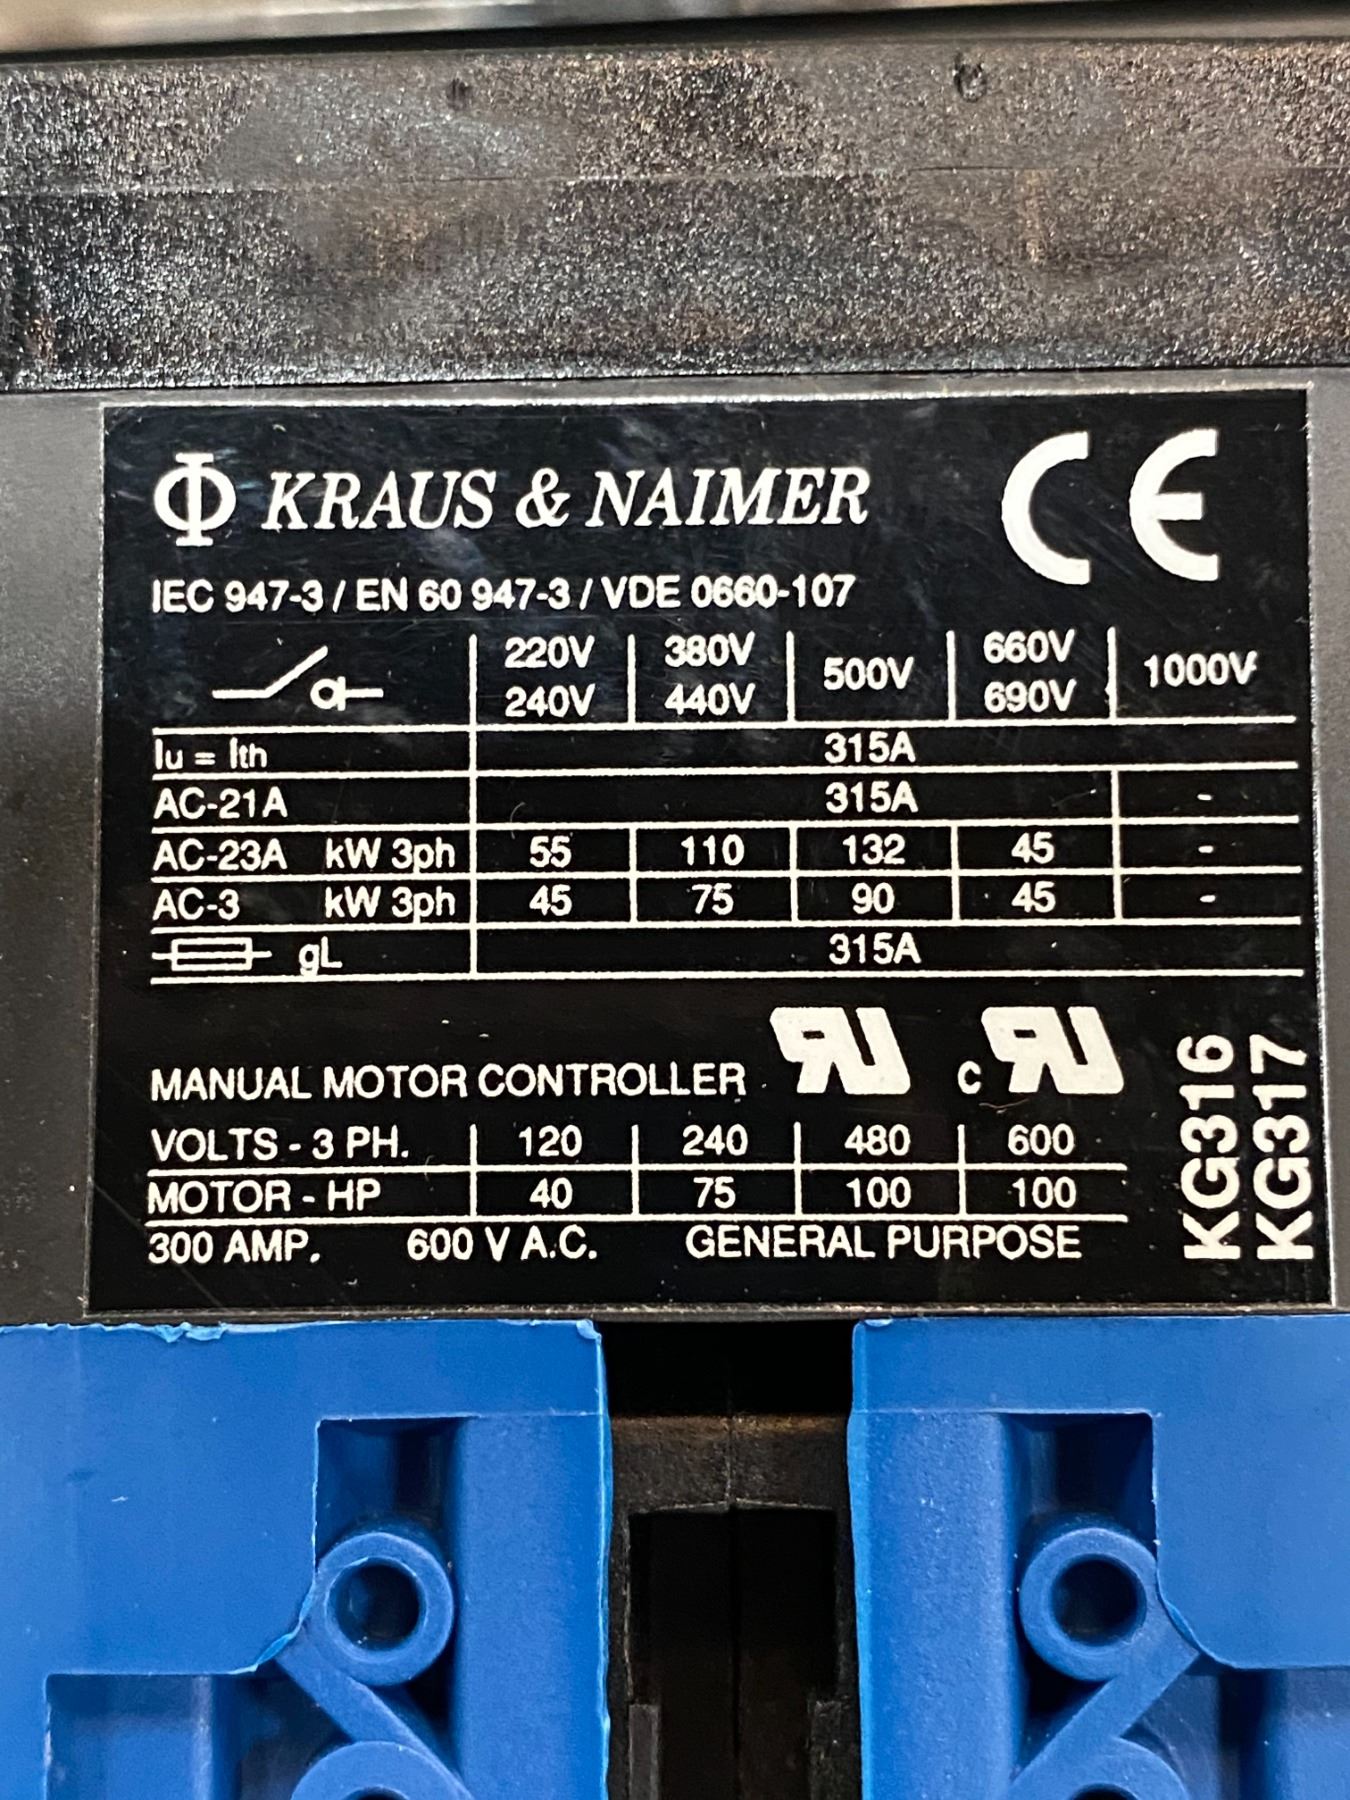 KRAUS & NAIMER CE
IEC 947-3 / EN 60 947-3 / VDE 0660-107
220V 380V 500V 660V 1000V
240V 440V 690V
Iu = Ith 315A
AC-21A 315A -
AC-23A kW 3ph 55 110 132 45 -
AC-3 kW 3ph 45 75 90 45 -
gL 315A
MANUAL MOTOR CONTROLLER RU c RU
VOLTS - 3 PH. 120 240 480 600
MOTOR - HP 40 75 100 100
300 AMP. 600 V A.C. GENERAL PURPOSE
KG316
KG317